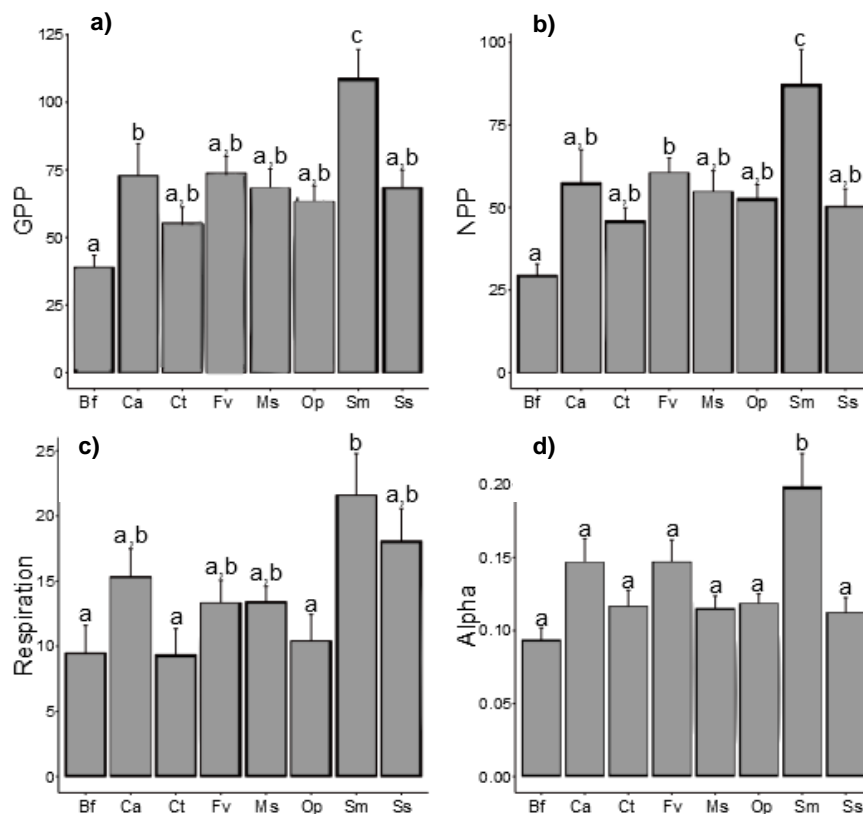 a)
GPP
125
100
75
50
25
0
a
b
a,b
a,b
a,b
a,b
c
a,b
Bf Ca Ct Fv Ms Op Sm Ss
b)
NPP
100
75
50
25
0
a
a,b
a,b
b
a,b
a,b
c
a,b
Bf Ca Ct Fv Ms Op Sm Ss
c)
Respiration
25
20
15
10
5
0
a
a,b
a
a,b
a,b
a
b
a,b
Bf Ca Ct Fv Ms Op Sm Ss
d)
Alpha
0.20
0.15
0.10
0.05
0.00
a
a
a
a
a
a
b
a
Bf Ca Ct Fv Ms Op Sm Ss